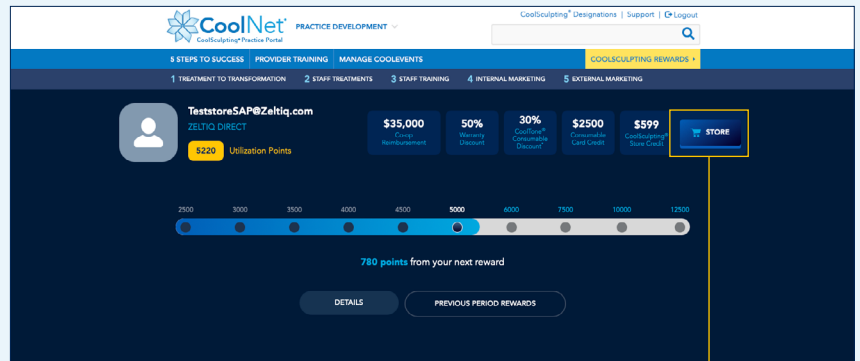 CoolSculpting® Designations | Support | Logout
CoolNet®
CoolSculpting® Practice Portal
PRACTICE DEVELOPMENT
5 STEPS TO SUCCESS PROVIDER TRAINING MANAGE COOLEVENTS COOLSCULPTING REWARDS
1 TREATMENT TO TRANSFORMATION 2 STAFF TREATMENTS 3 STAFF TRAINING 4 INTERNAL MARKETING 5 EXTERNAL MARKETING
TeststoreSAP@Zeltiq.com
ZELTIQ DIRECT
5220 Utilization Points
$35,000
Co-op
Reimbursement
50%
Warranty
Discount
30%
CoolTone®
Consumable
Discount*
$2500
Consumable
Card Credit
$599
CoolSculpting®
Store Credit
STORE
2500 3000 3500 4000 4500 5000 6000 7500 10000 12500
780 points from your next reward
DETAILS PREVIOUS PERIOD REWARDS